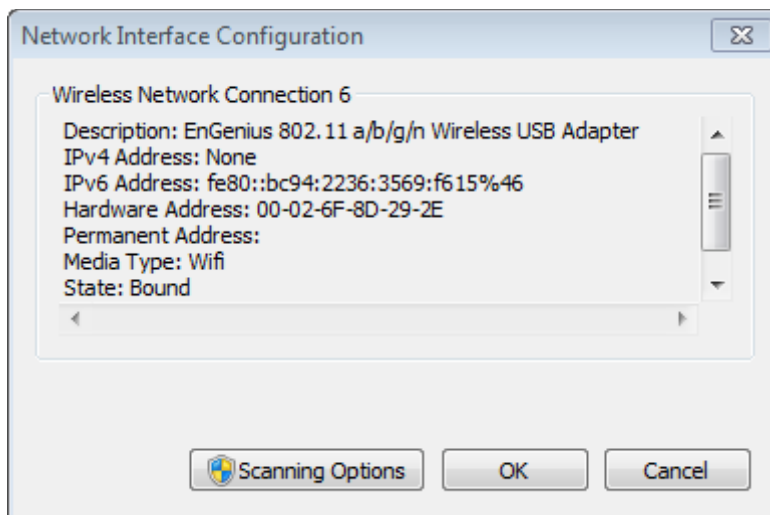 Network Interface Configuration
Wireless Network Connection 6
Description: EnGenius 802.11 a/b/g/n Wireless USB Adapter
IPv4 Address: None
IPv6 Address: fe80::bc94:2236:3569:f615%46
Hardware Address: 00-02-6F-8D-29-2E
Permanent Address:
Media Type: Wifi
State: Bound
Scanning Options OK Cancel